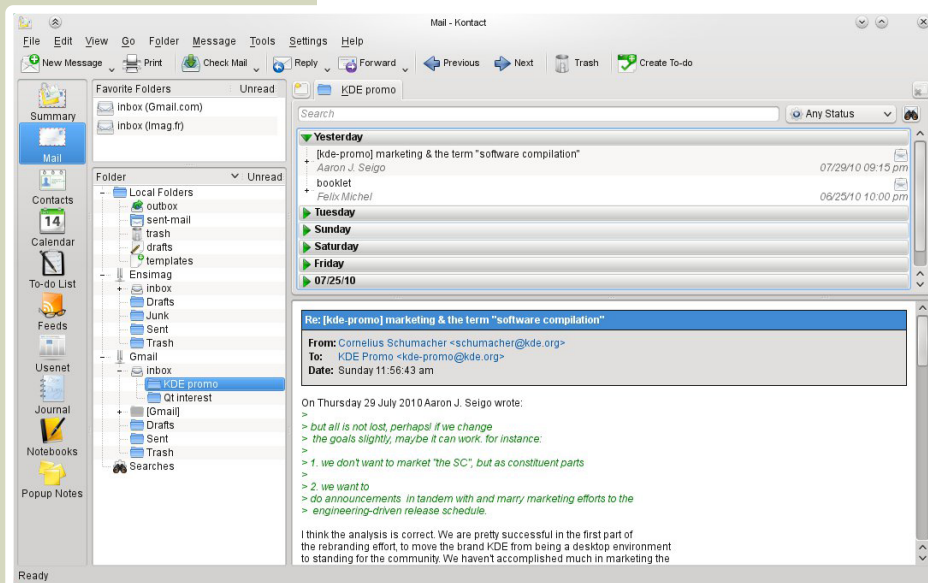 Mail - Kontact
File Edit View Go Folder Message Tools Settings Help
New Message Print Check Mail Reply Forward Previous Next Trash Create To-do
Summary
Mail
Contacts
14
Calendar
To-do List
Feeds
Usenet
Journal
Notebooks
Popup Notes
Favorite Folders Unread
inbox (Gmail.com)
inbox (Imag.fr)
Folder Unread
Local Folders
outbox
sent-mail
trash
drafts
templates
Ensimag
inbox
Drafts
Junk
Sent
Trash
Gmail
inbox
KDE promo
Qt interest
[Gmail]
Drafts
Sent
Trash
Searches
KDE promo
Search Any Status
Yesterday
[kde-promo] marketing & the term "software compilation"
Aaron J. Seigo 07/29/10 09:15 pm
booklet
Felix Michel 06/25/10 10:00 pm
Tuesday
Sunday
Saturday
Friday
07/25/10
Re: [kde-promo] marketing & the term "software compilation"
From: Cornelius Schumacher <schumacher@kde.org>
To: KDE Promo <kde-promo@kde.org>
Date: Sunday 11:56:43 am
On Thursday 29 July 2010 Aaron J. Seigo wrote:
>
> but all is not lost, perhaps! if we change
> the goals slightly, maybe it can work. for instance:
>
> 1. we don't want to market "the SC", but as constituent parts
>
> 2. we want to
> do announcements in tandem with and marry marketing efforts to the
> engineering-driven release schedule.
I think the analysis is correct. We are pretty successful in the first part of
the rebranding effort, to move the brand KDE from being a desktop environment
to standing for the community. We haven't accomplished much in marketing the
Ready